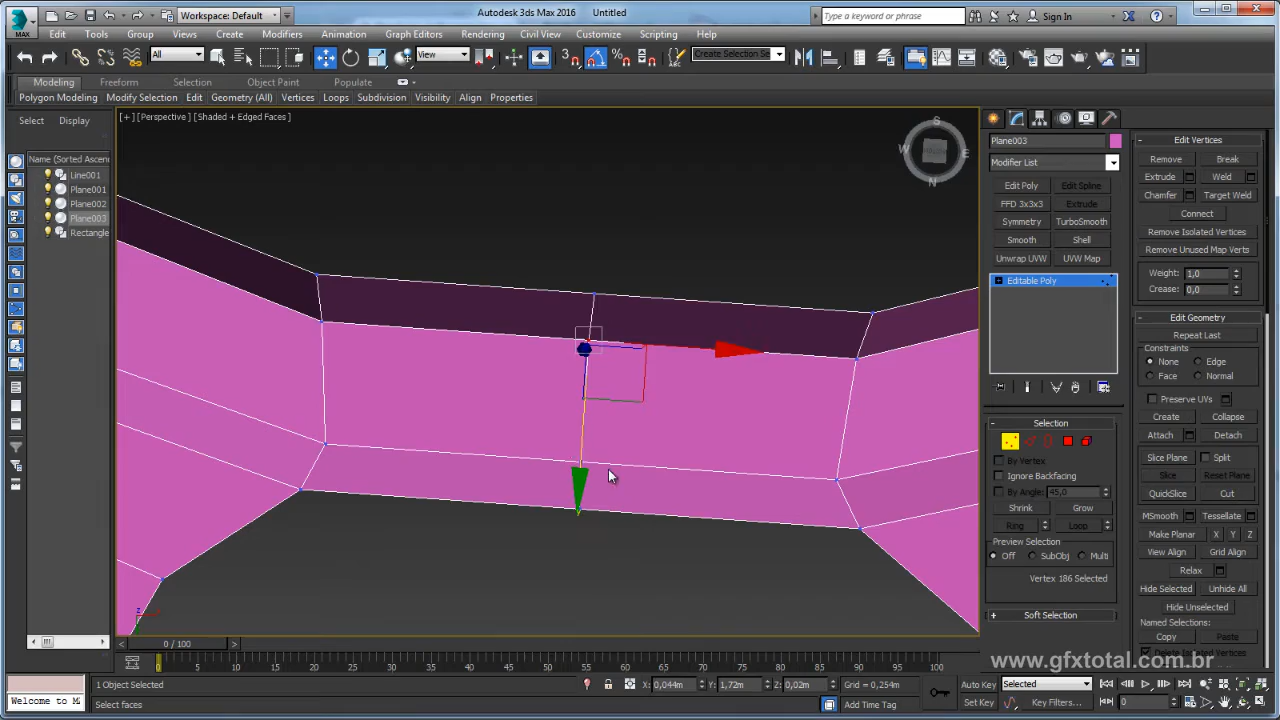 MAX
Workspace: Default
Autodesk 3ds Max 2016 Untitled
Type a keyword or phrase
Sign In
Edit Tools Group Views Create Modifiers Animation Graph Editors Rendering Civil View Customize Scripting Help
All
View
Create Selection Se
Modeling Freeform Selection Object Paint Populate
Polygon Modeling Modify Selection Edit Geometry (All) Vertices Loops Subdivision Visibility Align Properties
Select Display
Name (Sorted Ascen
Line001
Plane001
Plane002
Plane003
Rectangle
[ + ] [ Perspective ] [ Shaded + Edged Faces ]
S
W E
N
z
Plane003
Modifier List
Edit Poly Edit Spline
FFD 3x3x3 Extrude
Symmetry TurboSmooth
Smooth Shell
Unwrap UVW UVW Map
Editable Poly
Selection
By Vertex
Ignore Backfacing
By Angle: 45,0
Shrink Grow
Ring Loop
Preview Selection
Off SubObj Multi
Vertex 186 Selected
Soft Selection
Edit Vertices
Remove Break
Extrude Weld
Chamfer Target Weld
Connect
Remove Isolated Vertices
Remove Unused Map Verts
Weight: 1,0
Crease: 0,0
Edit Geometry
Repeat Last
Constraints
None Edge
Face Normal
Preserve UVs
Create Collapse
Attach Detach
Slice Plane Split
Slice Reset Plane
QuickSlice Cut
MSmooth Tessellate
Make Planar X Y Z
View Align Grid Align
Relax
Hide Selected Unhide All
Hide Unselected
Named Selections:
Copy Paste
Delete Isolated Vertices
www.gfxtotal.com.br
0 / 100
0 5 10 15 20 25 30 35 40 45 50 55 60 65 70 75 80 85 90 95 100
1 Object Selected
X: 0,044m Y: 1,72m Z: 0,02m Grid = 0,254m
Auto Key Selected
Welcome to M
Select faces
Add Time Tag
Set Key Key Filters...
0